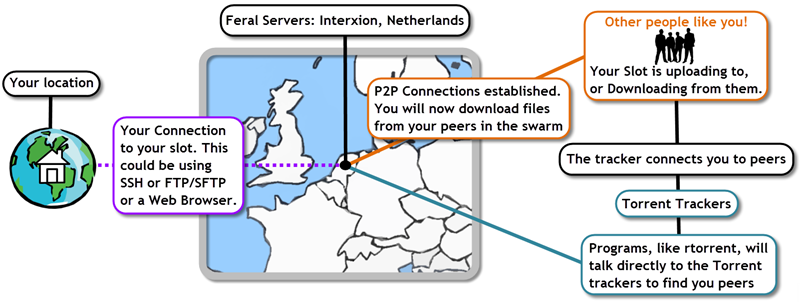 Feral Servers: Interxion, Netherlands
Your location
Your Connection
to your slot. This
could be using
SSH or FTP/SFTP
or a Web Browser.
P2P Connections established.
You will now download files
from your peers in the swarm
Other people like you!
Your Slot is uploading to,
or Downloading from them.
The tracker connects you to peers
Torrent Trackers
Programs, like rtorrent, will
talk directly to the Torrent
trackers to find you peers